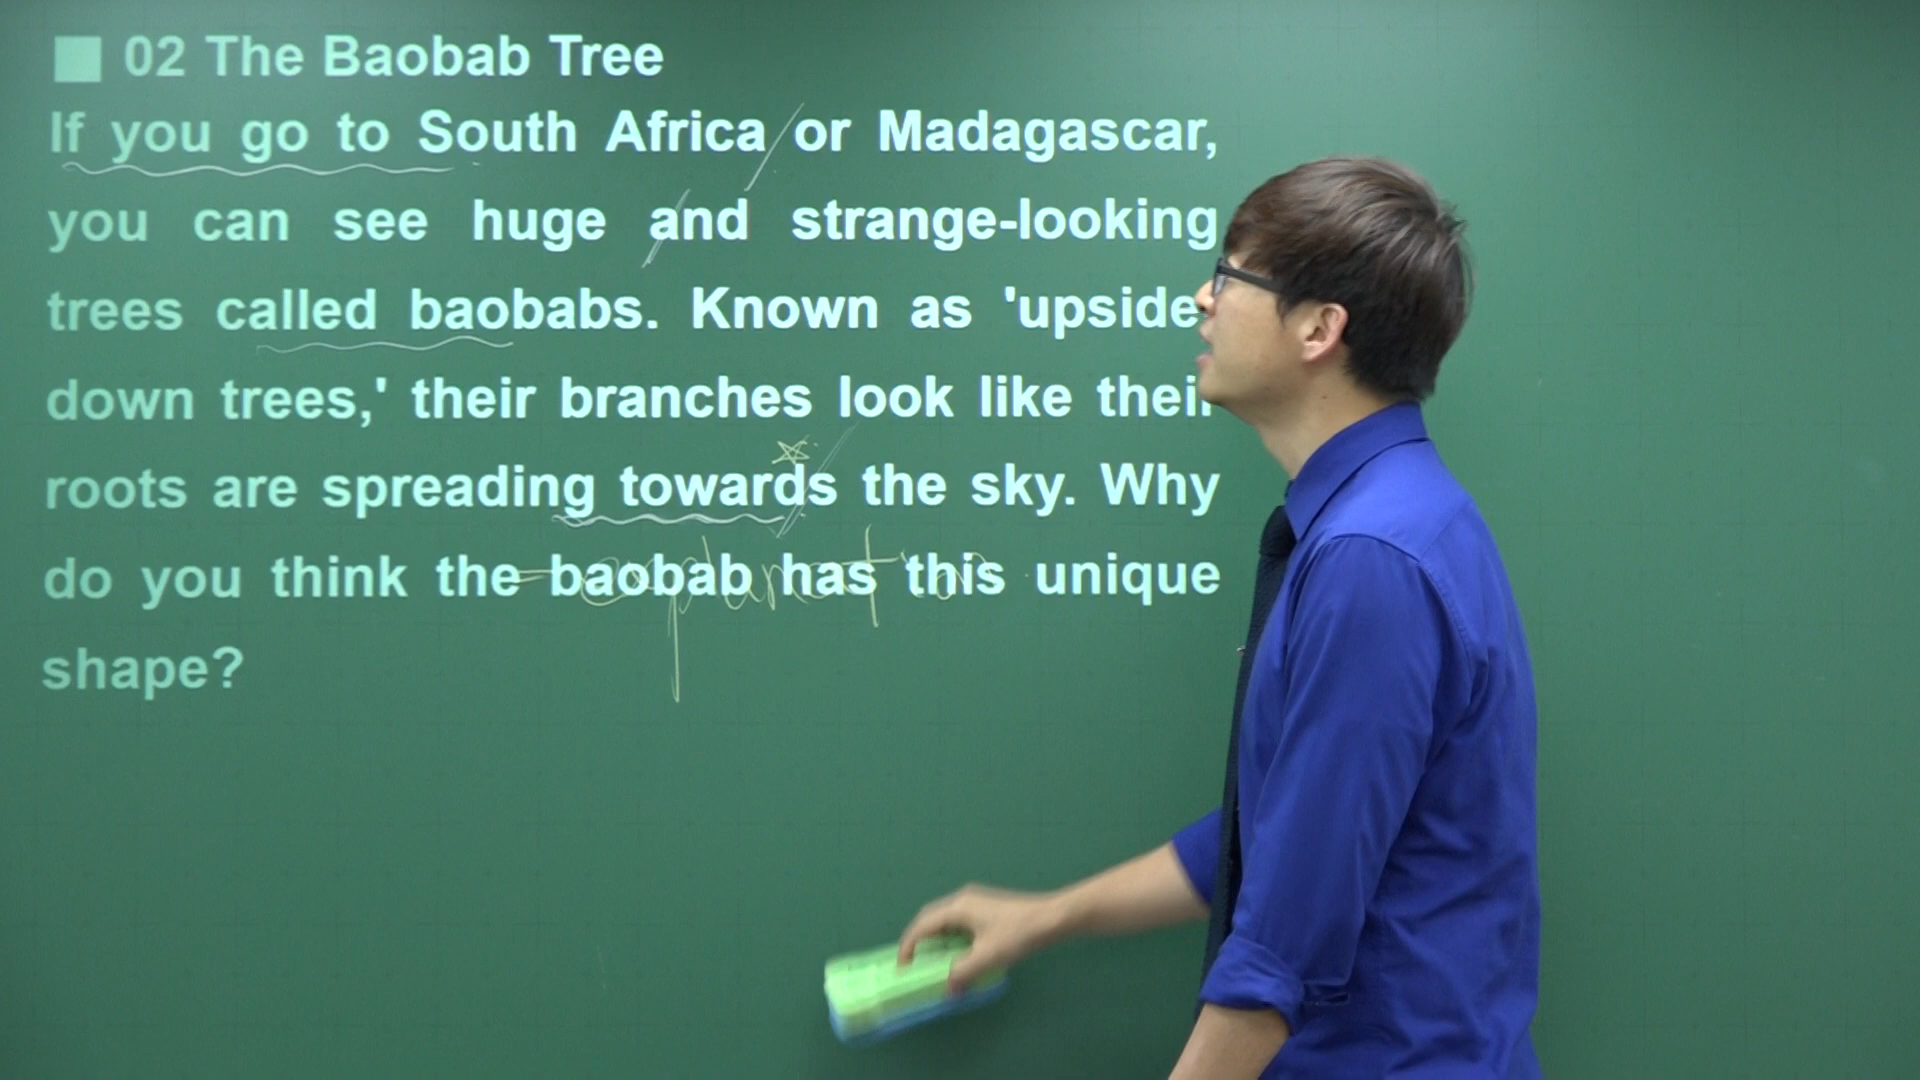 ■ 02 The Baobab Tree
If you go to South Africa or Madagascar,
you can see huge and strange-looking
trees called baobabs. Known as 'upside
down trees,' their branches look like their
roots are spreading towards the sky. Why
do you think the baobab has this unique
explanation
shape?